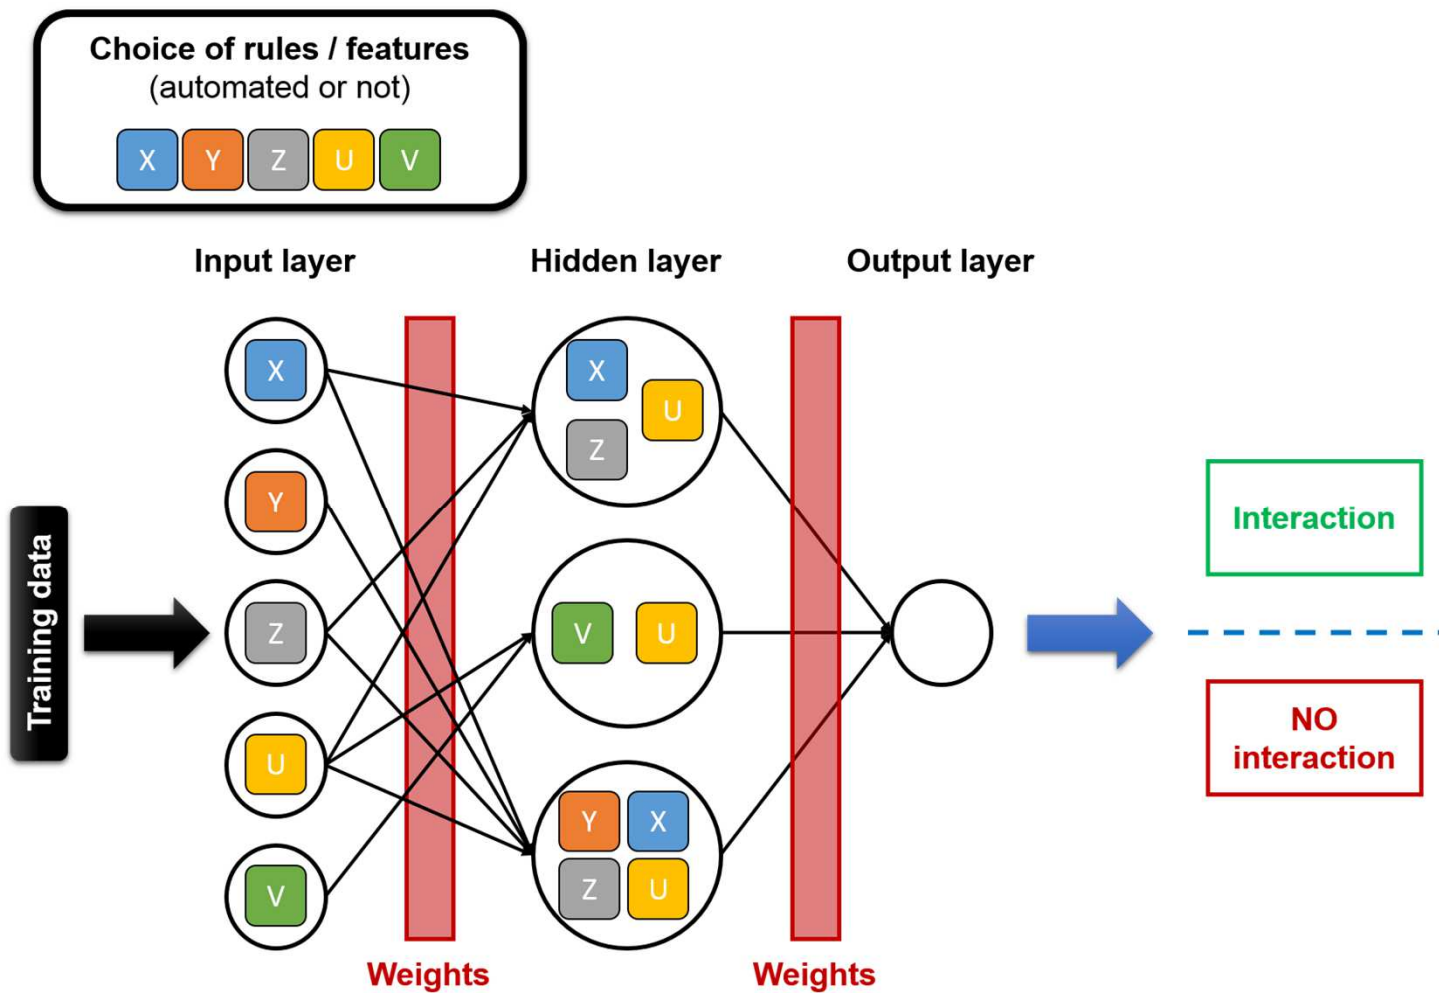 Choice of rules / features
(automated or not)
X Y Z U V
Input layer Hidden layer Output layer
Training data
X
Y
Z
U
V
X
U
Z
V U
Y X
Z U
Interaction
NO
interaction
Weights Weights